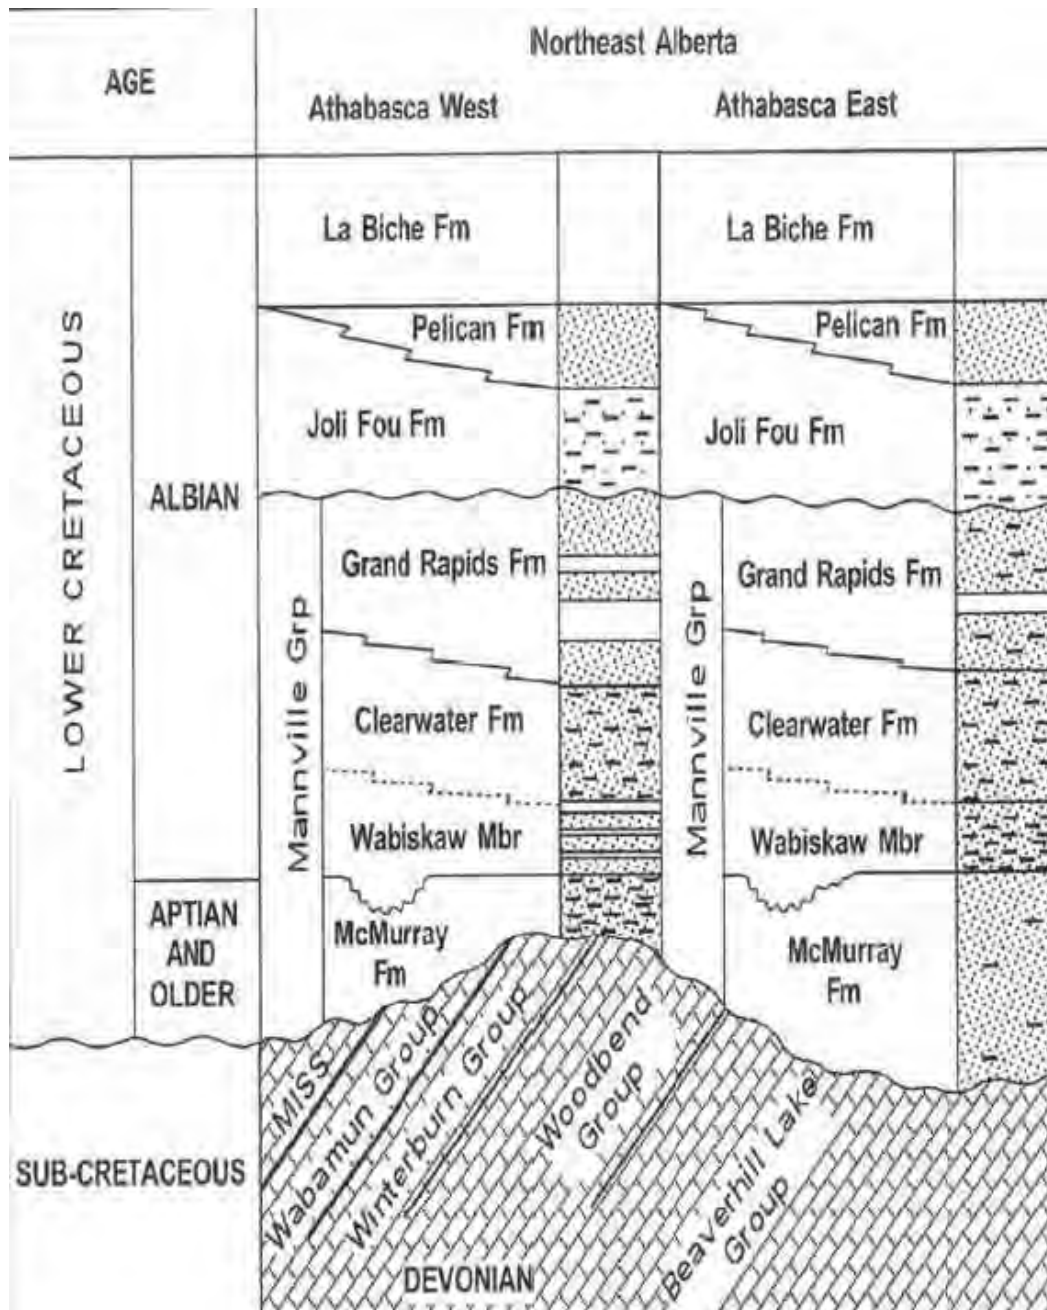 AGE
Northeast Alberta
Athabasca West
Athabasca East
LOWER CRETACEOUS
ALBIAN
APTIAN
AND
OLDER
SUB-CRETACEOUS
La Biche Fm
Pelican Fm
Joli Fou Fm
Mannville Grp
Grand Rapids Fm
Clearwater Fm
Wabiskaw Mbr
McMurray
Fm
La Biche Fm
Pelican Fm
Joli Fou Fm
Mannville Grp
Grand Rapids Fm
Clearwater Fm
Wabiskaw Mbr
McMurray
Fm
MISS
Wabamun Group
Winterburn Group
Woodbend
Group
Beaverhill Lake
Group
DEVONIAN